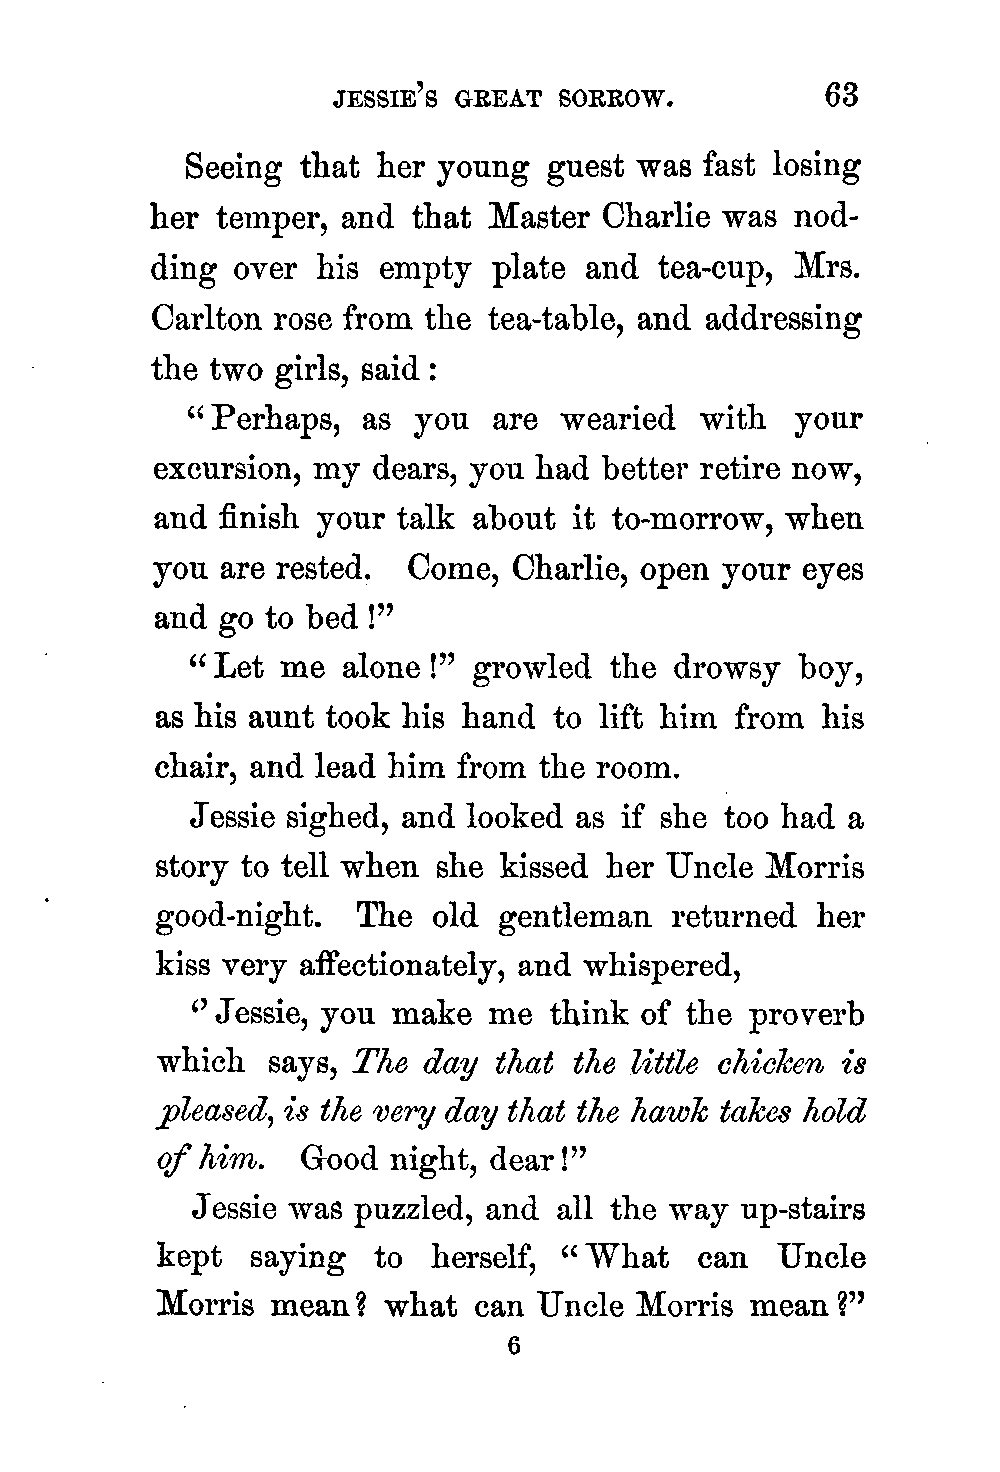 JESSIE'S GREAT SORROW. 63
Seeing that her young guest was fast losing
her temper, and that Master Charlie was nod-
ding over his empty plate and tea-cup, Mrs.
Carlton rose from the tea-table, and addressing
the two girls, said :
“Perhaps, as you are wearied with your
excursion, my dears, you had better retire now,
and finish your talk about it to-morrow, when
you are rested. Come, Charlie, open your eyes
and go to bed !”
“Let me alone !” growled the drowsy boy,
as his aunt took his hand to lift him from his
chair, and lead him from the room.
Jessie sighed, and looked as if she too had a
story to tell when she kissed her Uncle Morris
good-night. The old gentleman returned her
kiss very affectionately, and whispered,
‘’Jessie, you make me think of the proverb
which says, The day that the little chicken is
pleased, is the very day that the hawk takes hold
of him. Good night, dear !”
Jessie was puzzled, and all the way up-stairs
kept saying to herself, “What can Uncle
Morris mean? what can Uncle Morris mean ?”
6